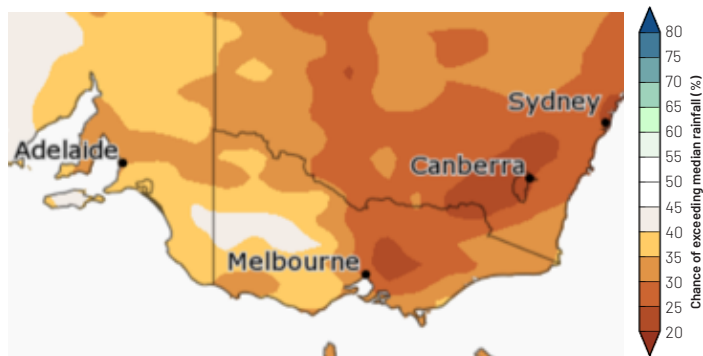 Sydney
Adelaide
Canberra
Melbourne
80
75
70
65
60
55
50
45
40
35
30
25
20
Chance of exceeding median rainfall (%)